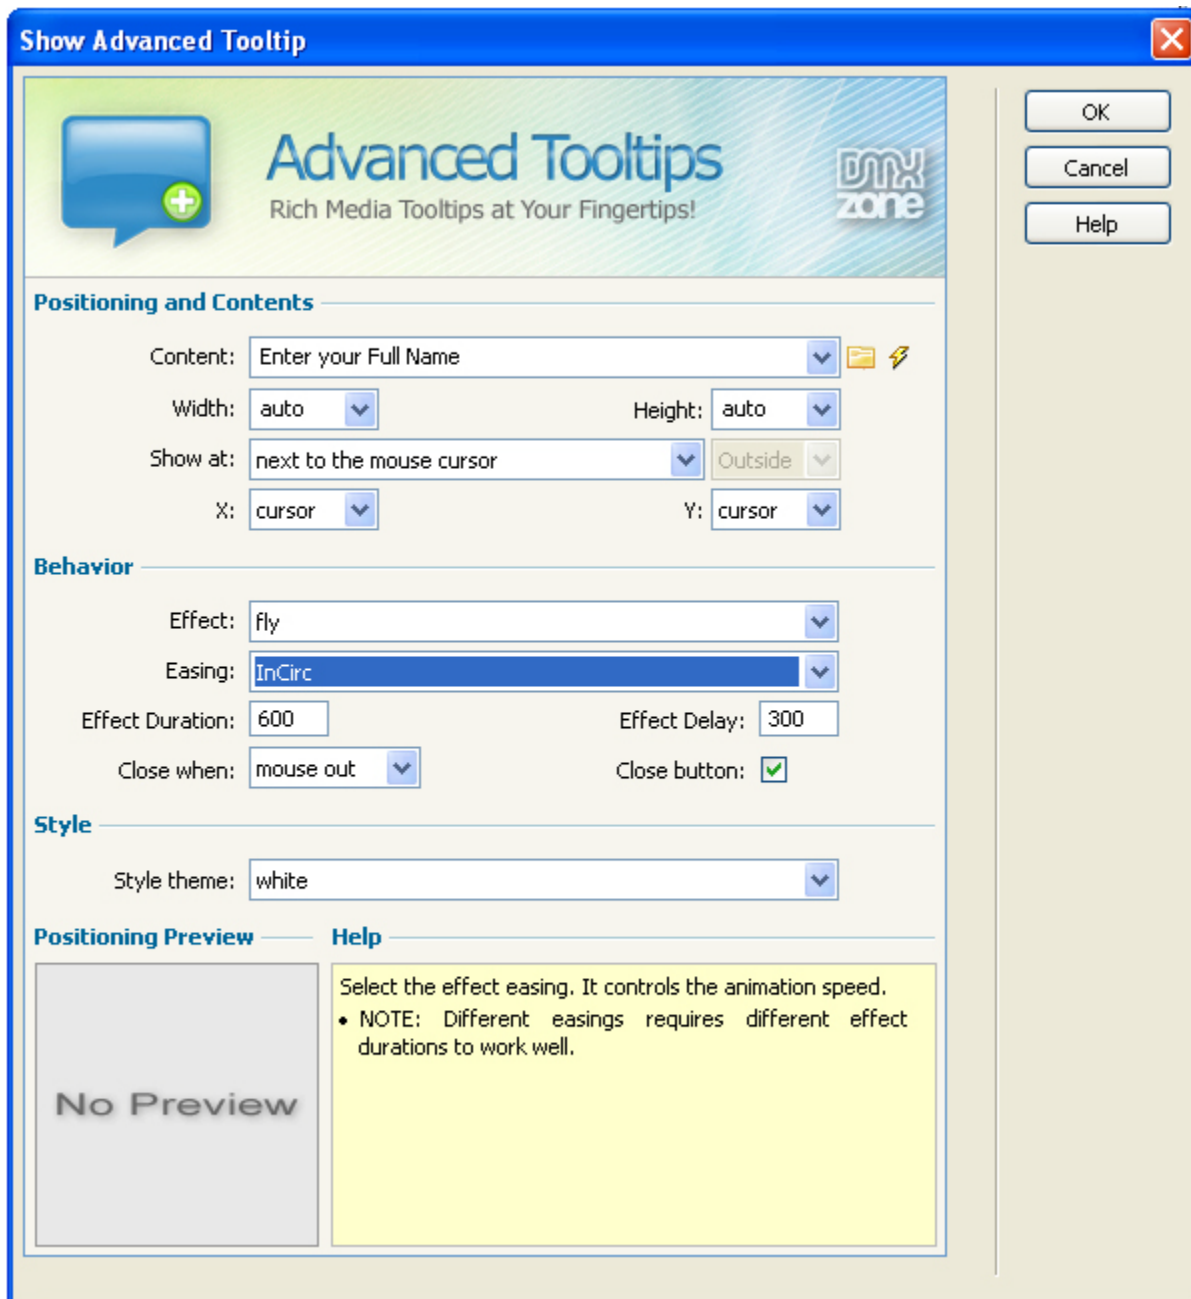 Show Advanced Tooltip
Advanced Tooltips
Rich Media Tooltips at Your Fingertips!
DMX
zone
OK
Cancel
Help
Positioning and Contents
Content: Enter your Full Name
Width: auto Height: auto
Show at: next to the mouse cursor Outside
X: cursor Y: cursor
Behavior
Effect: fly
Easing: InCirc
Effect Duration: 600 Effect Delay: 300
Close when: mouse out Close button:
Style
Style theme: white
Positioning Preview
No Preview
Help
Select the effect easing. It controls the animation speed.
• NOTE: Different easings requires different effect
durations to work well.